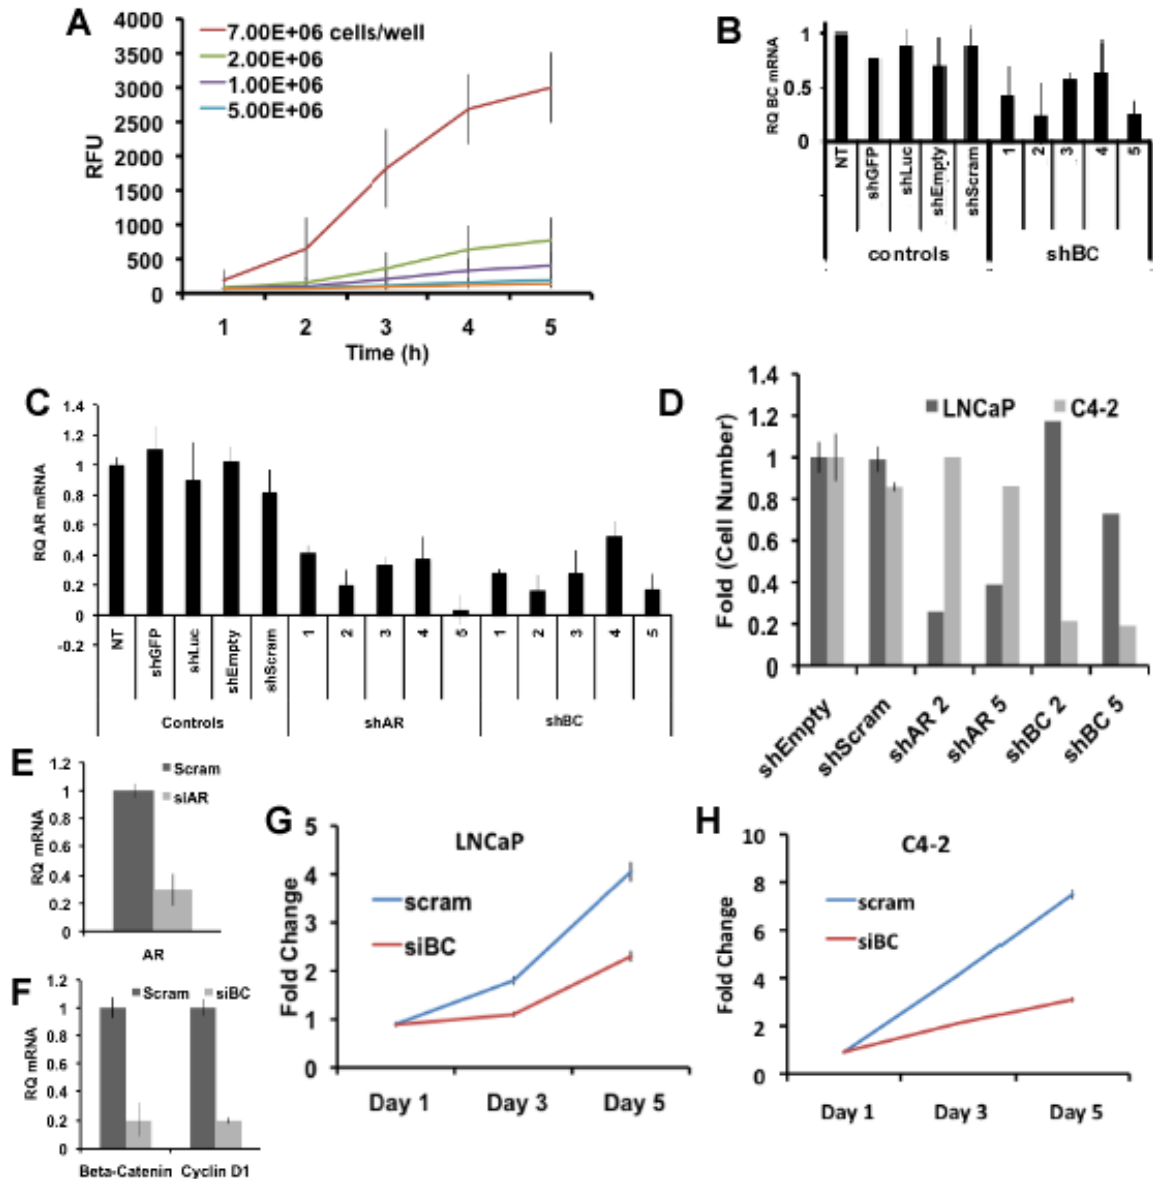 A
4000
3500
3000
2500
2000
1500
1000
500
0
RFU
7.00E+06 cells/well
2.00E+06
1.00E+06
5.00E+06
1 2 3 4 5
Time (h)
B
RQ BC mRNA
1
0.5
0
NT shGFP shLuc shEmpty shScram 1 2 3 4 5
controls shBC
C
RQ AR mRNA
1.4
1.2
1
0.8
0.6
0.4
0.2
0
-0.2
NT shGFP shLuc shEmpty shScram 1 2 3 4 5 1 2 3 4 5
Controls shAR shBC
D
Fold (Cell Number)
1.4
1.2
1
0.8
0.6
0.4
0.2
0
LNCaP C4-2
shEmpty shScram shAR 2 shAR 5 shBC 2 shBC 5
E
RQ mRNA
1.2
1
0.8
0.6
0.4
0.2
0
Scram
siAR
AR
F
RQ mRNA
1.2
1
0.8
0.6
0.4
0.2
0
Scram siBC
Beta-Catenin Cyclin D1
G
LNCaP
Fold Change
5
4
3
2
1
0
scram
siBC
Day 1 Day 3 Day 5
H
C4-2
Fold Change
10
8
6
4
2
0
scram
siBC
Day 1 Day 3 Day 5